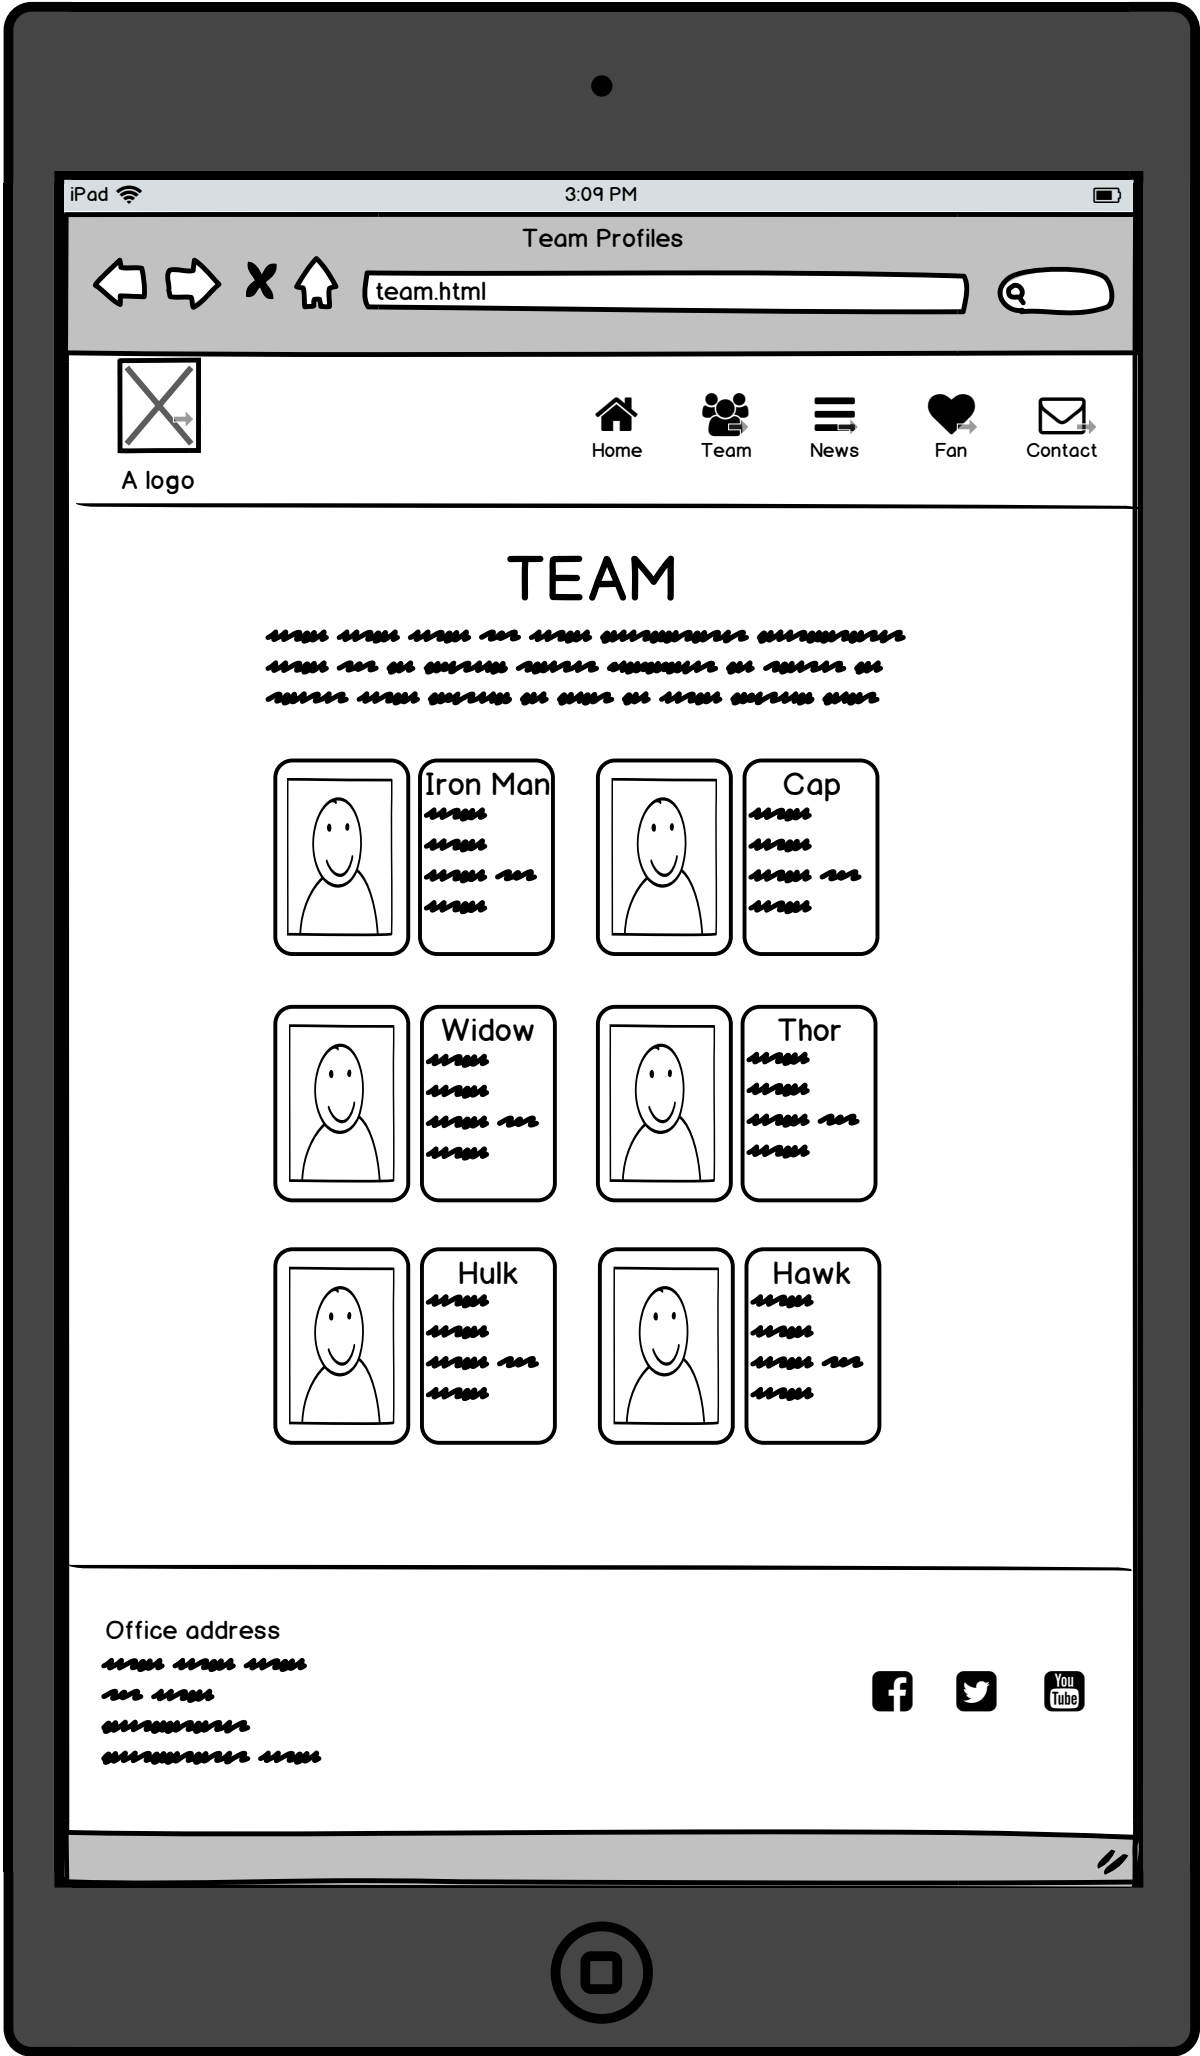 iPad 3:09 PM
Team Profiles
team.html
Home Team News Fan Contact
A logo
TEAM
Iron Man Cap
Widow Thor
Hulk Hawk
Office address
You
Tube